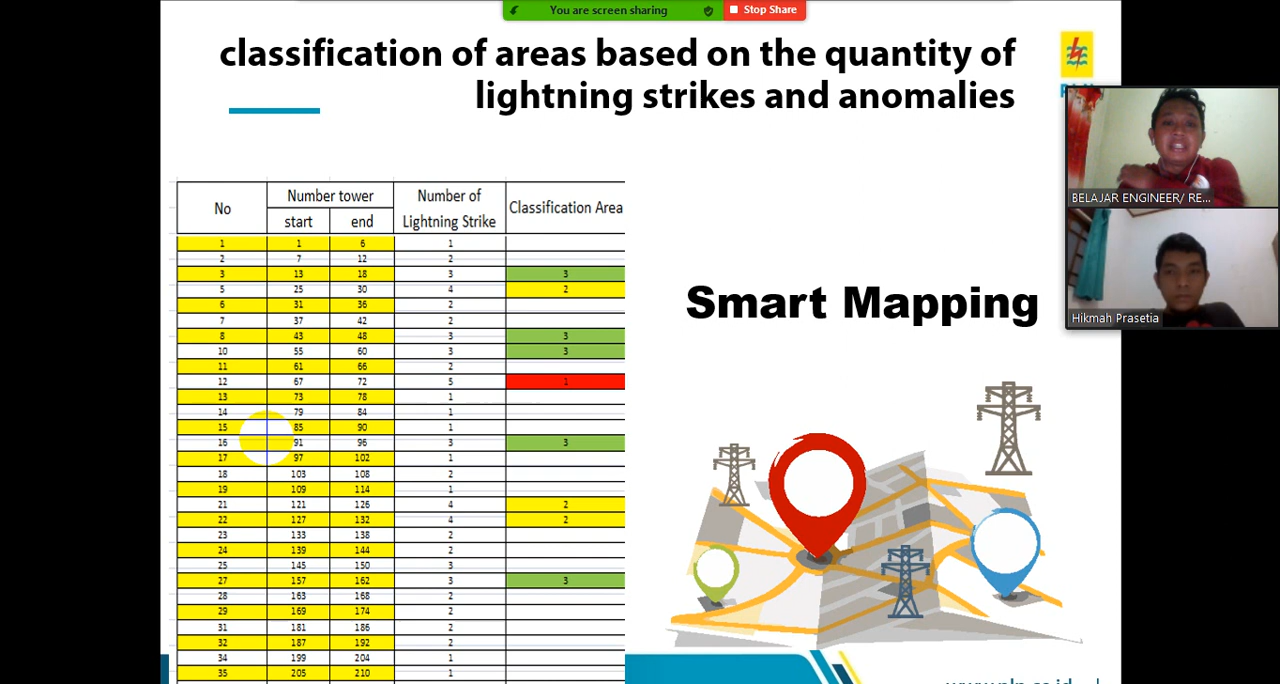 You are screen sharing
Stop Share
classification of areas based on the quantity of
lightning strikes and anomalies
BELAJAR ENGINEER/ RE...
Hikmah Prasetia
No Number tower Number of Lightning Strike Classification Area
start end
1 1 6 1
2 7 12 2
3 13 18 3 3
5 25 30 4 2
6 31 36 2
7 37 42 2
8 43 48 3 3
10 55 60 3 3
11 61 66 2
12 67 72 5 1
13 73 78 1
14 79 84 1
15 85 90 1
16 91 96 3 3
17 97 102 1
18 103 108 2
19 109 114 1
21 121 126 4 2
22 127 132 4 2
23 133 138 2
24 139 144 2
25 145 150 3
27 157 162 3 3
28 163 168 2
29 169 174 2
31 181 186 2
32 187 192 2
34 199 204 1
35 205 210 1
Smart Mapping